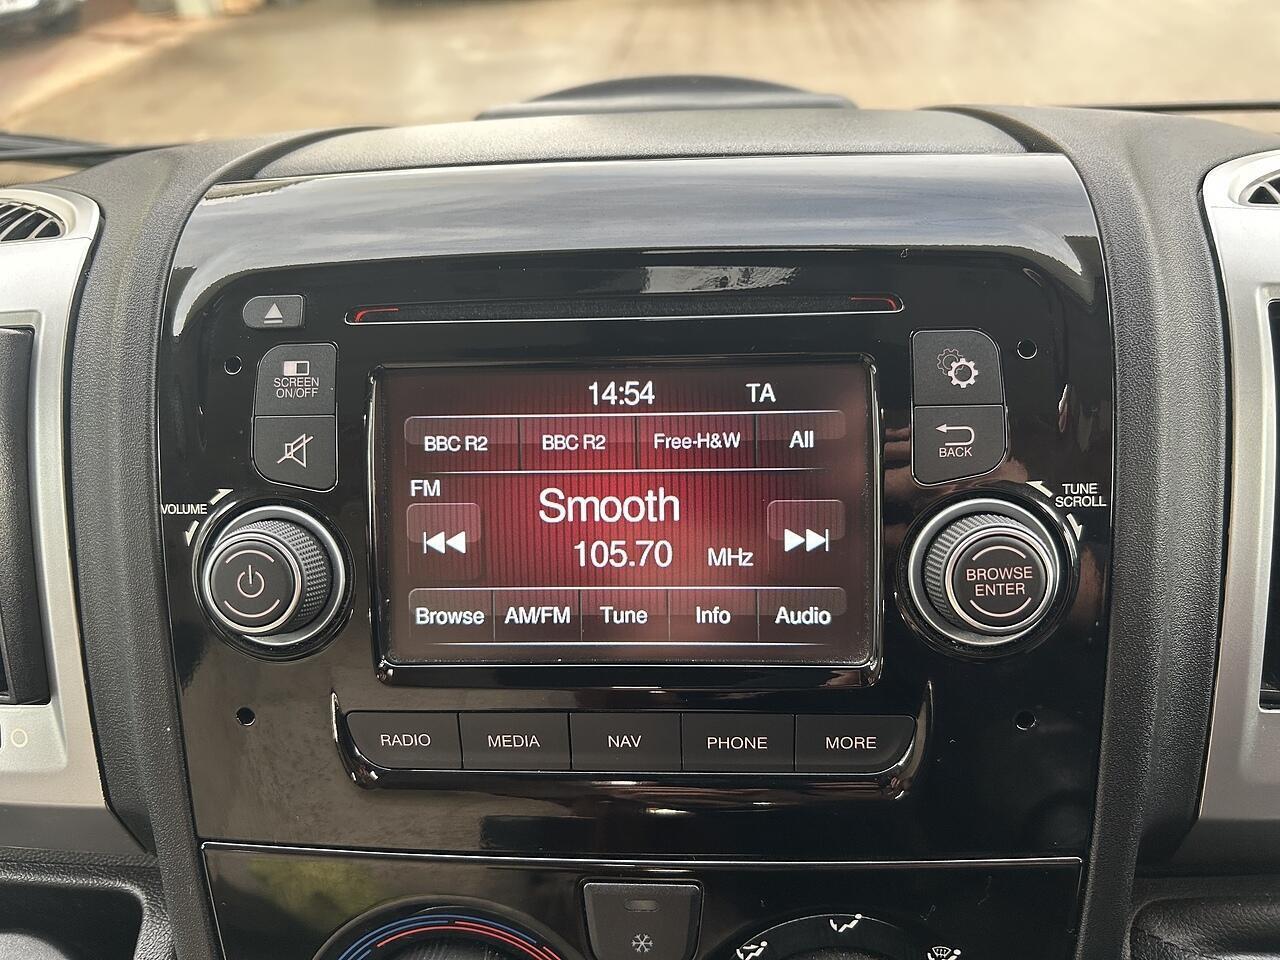 SCREEN
ON/OFF
14:54 TA
BBC R2 BBC R2 Free-H&W All
BACK
FM
Smooth
VOLUME
TUNE
SCROLL
105.70 MHz
BROWSE
ENTER
Browse AM/FM Tune Info Audio
RADIO MEDIA NAV PHONE MORE